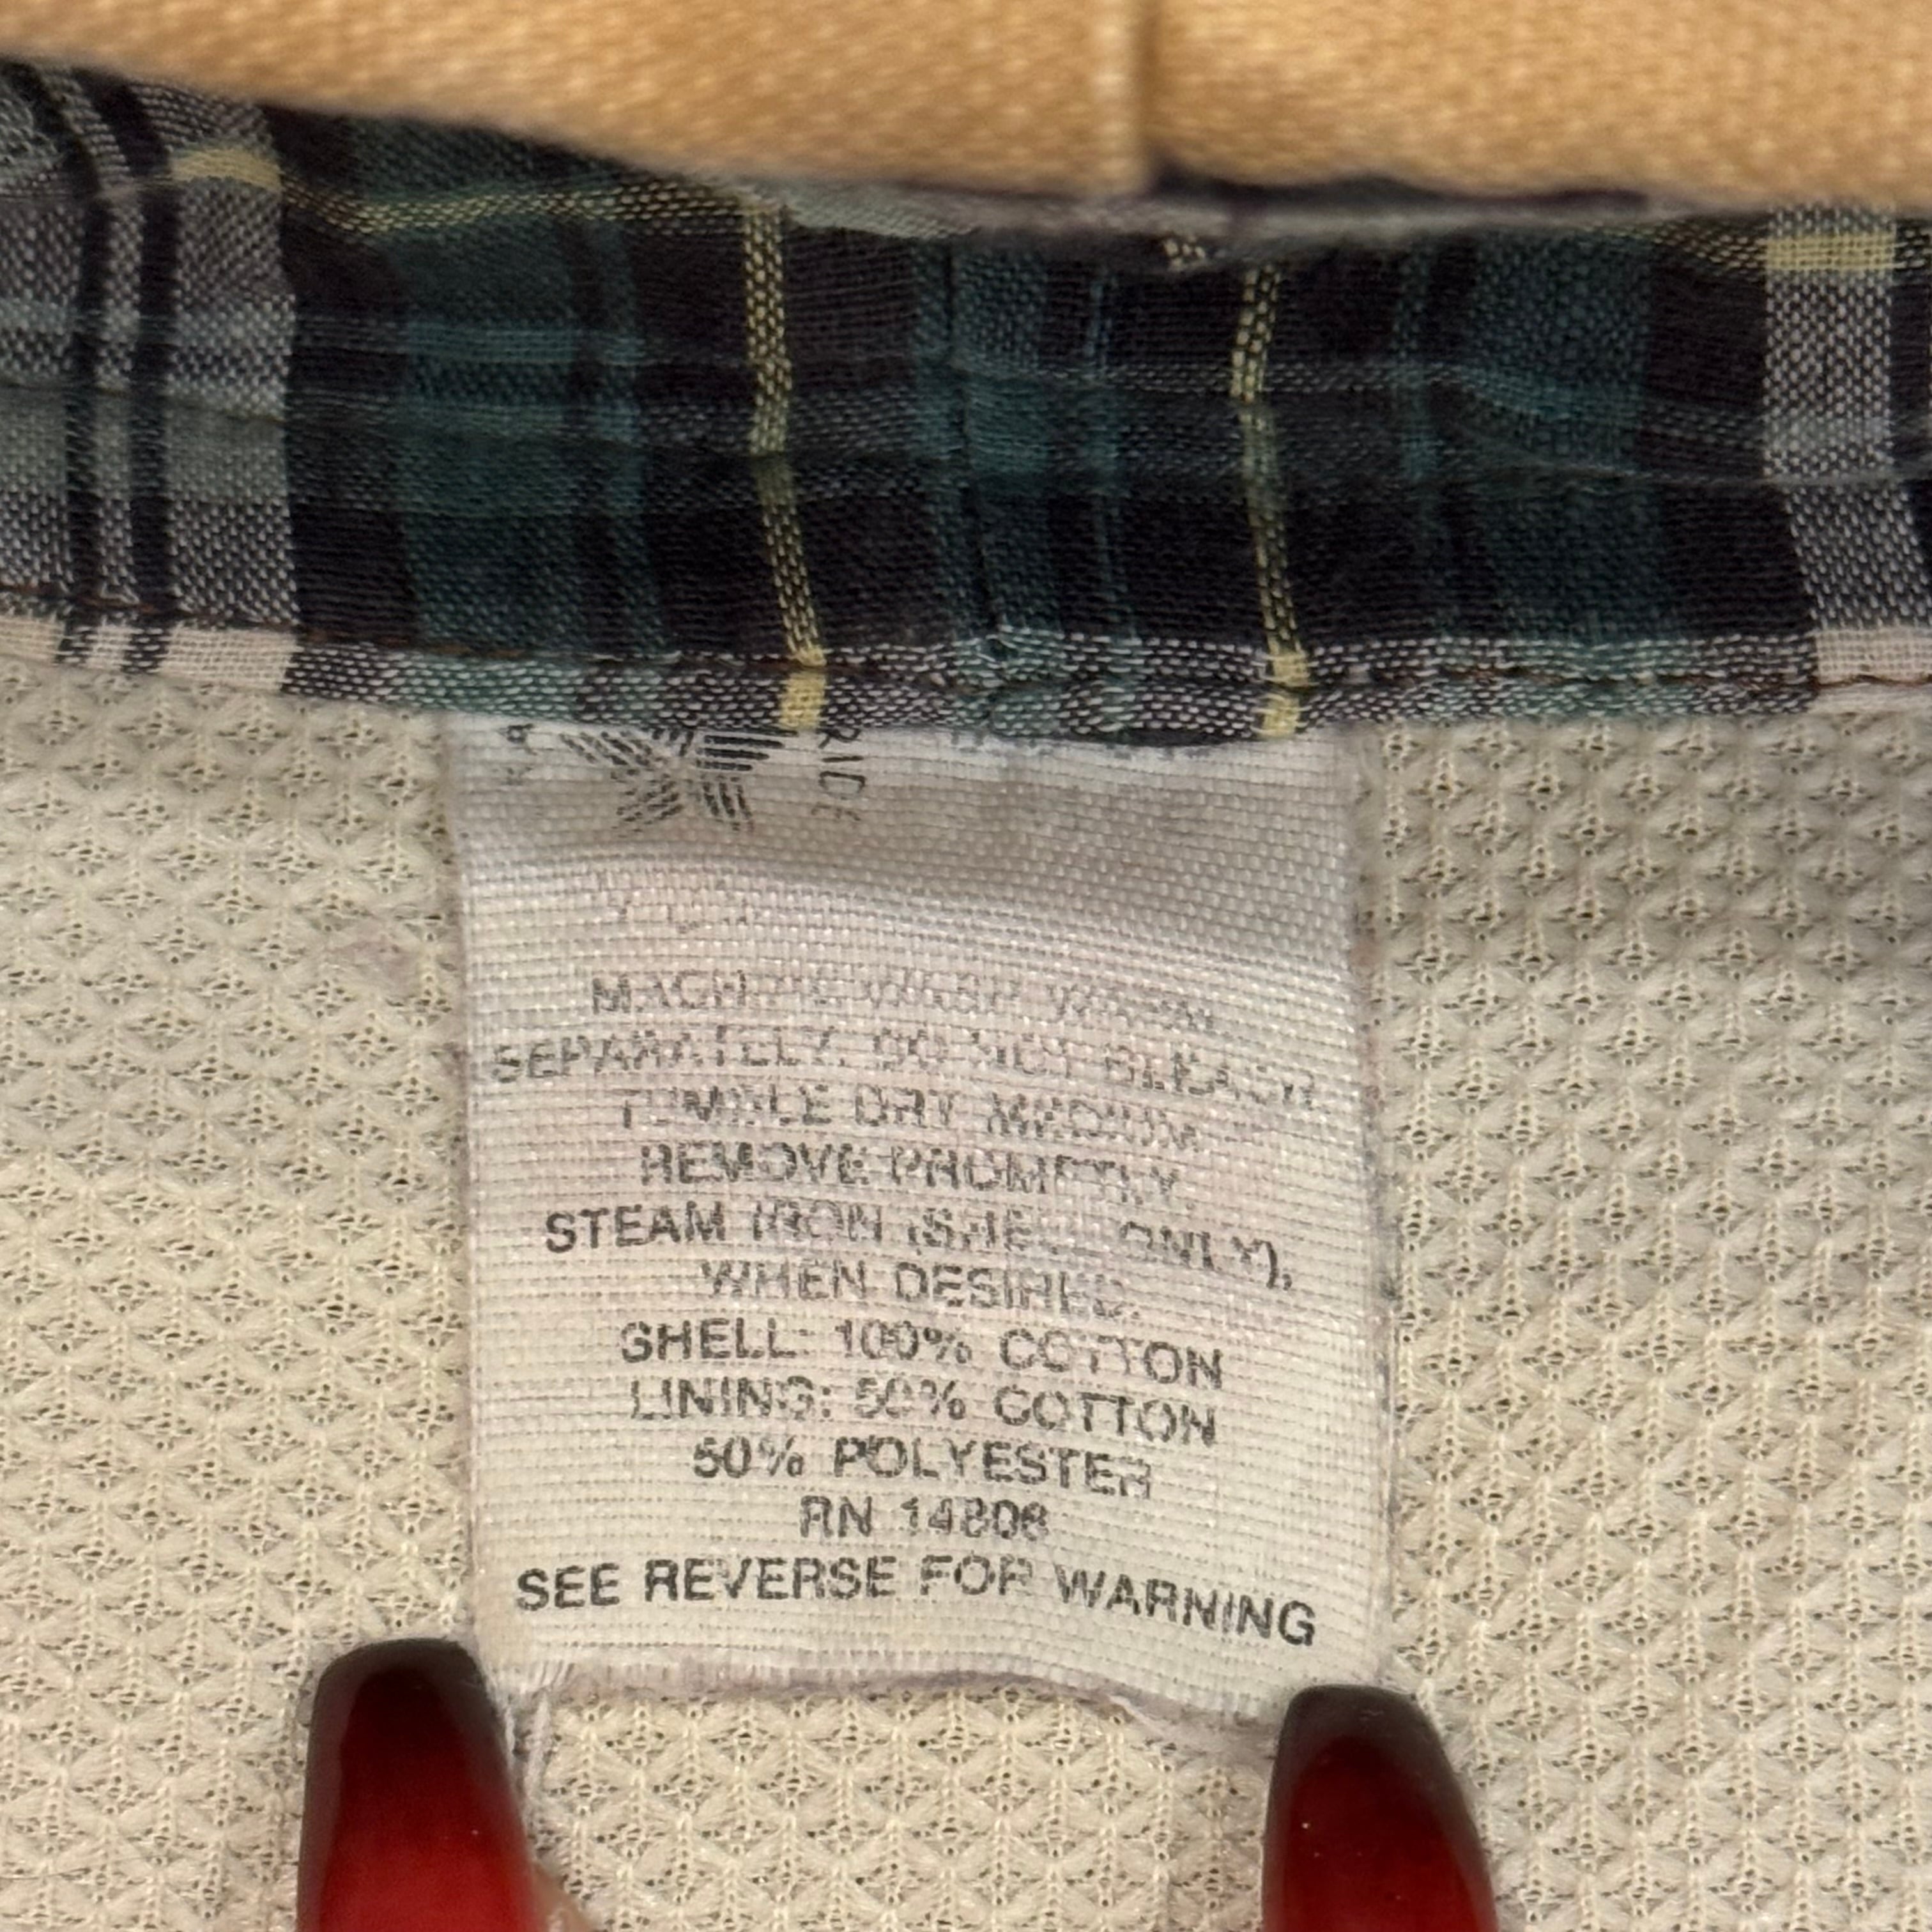 RIDE
MACHINE WASH WARM
SEPARATELY. DO NOT BLEACH.
TUMBLE DRY MEDIUM.
REMOVE PROMPTLY.
STEAM IRON (SHELL ONLY),
WHEN DESIRED.
SHELL: 100% COTTON
LINING: 50% COTTON
50% POLYESTER
RN 14806
SEE REVERSE FOR WARNING